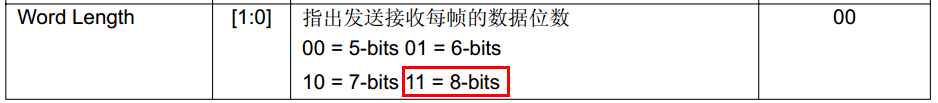 Word Length [1:0] 指出发送接收每帧的数据位数 00
00 = 5-bits 01 = 6-bits
10 = 7-bits 11 = 8-bits